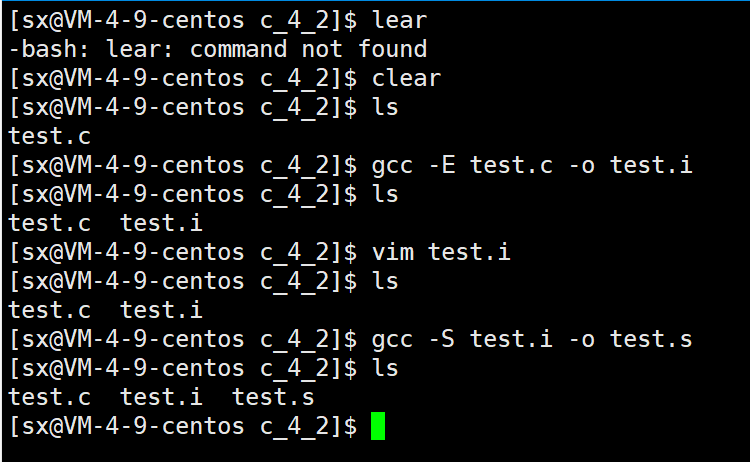 [sx@VM-4-9-centos c_4_2]$ lear
-bash: lear: command not found
[sx@VM-4-9-centos c_4_2]$ clear
[sx@VM-4-9-centos c_4_2]$ ls
test.c
[sx@VM-4-9-centos c_4_2]$ gcc -E test.c -o test.i
[sx@VM-4-9-centos c_4_2]$ ls
test.c  test.i
[sx@VM-4-9-centos c_4_2]$ vim test.i
[sx@VM-4-9-centos c_4_2]$ ls
test.c  test.i
[sx@VM-4-9-centos c_4_2]$ gcc -S test.i -o test.s
[sx@VM-4-9-centos c_4_2]$ ls
test.c  test.i  test.s
[sx@VM-4-9-centos c_4_2]$